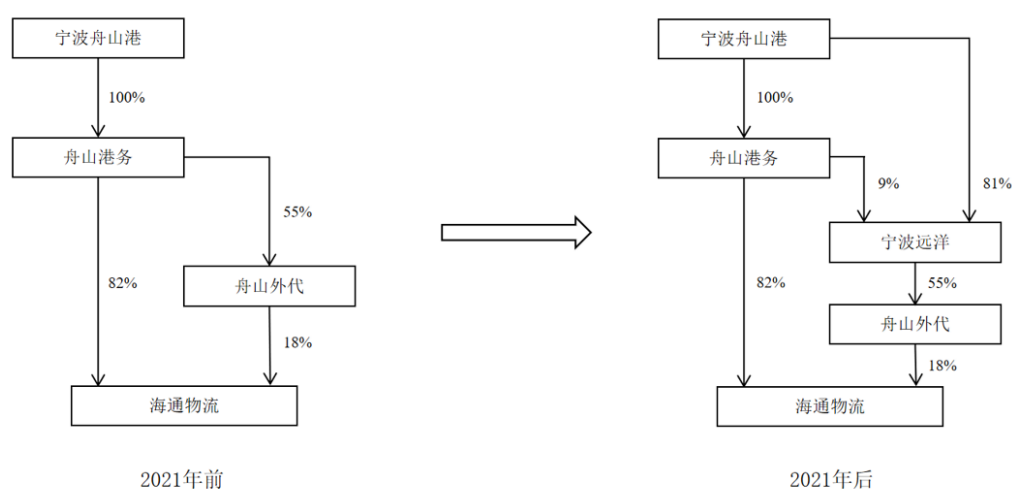 宁波舟山港
100%
舟山港务
55%
82%
舟山外代
18%
海通物流
2021年前
宁波舟山港
100%
舟山港务
9%
81%
宁波远洋
82%
55%
舟山外代
18%
海通物流
2021年后